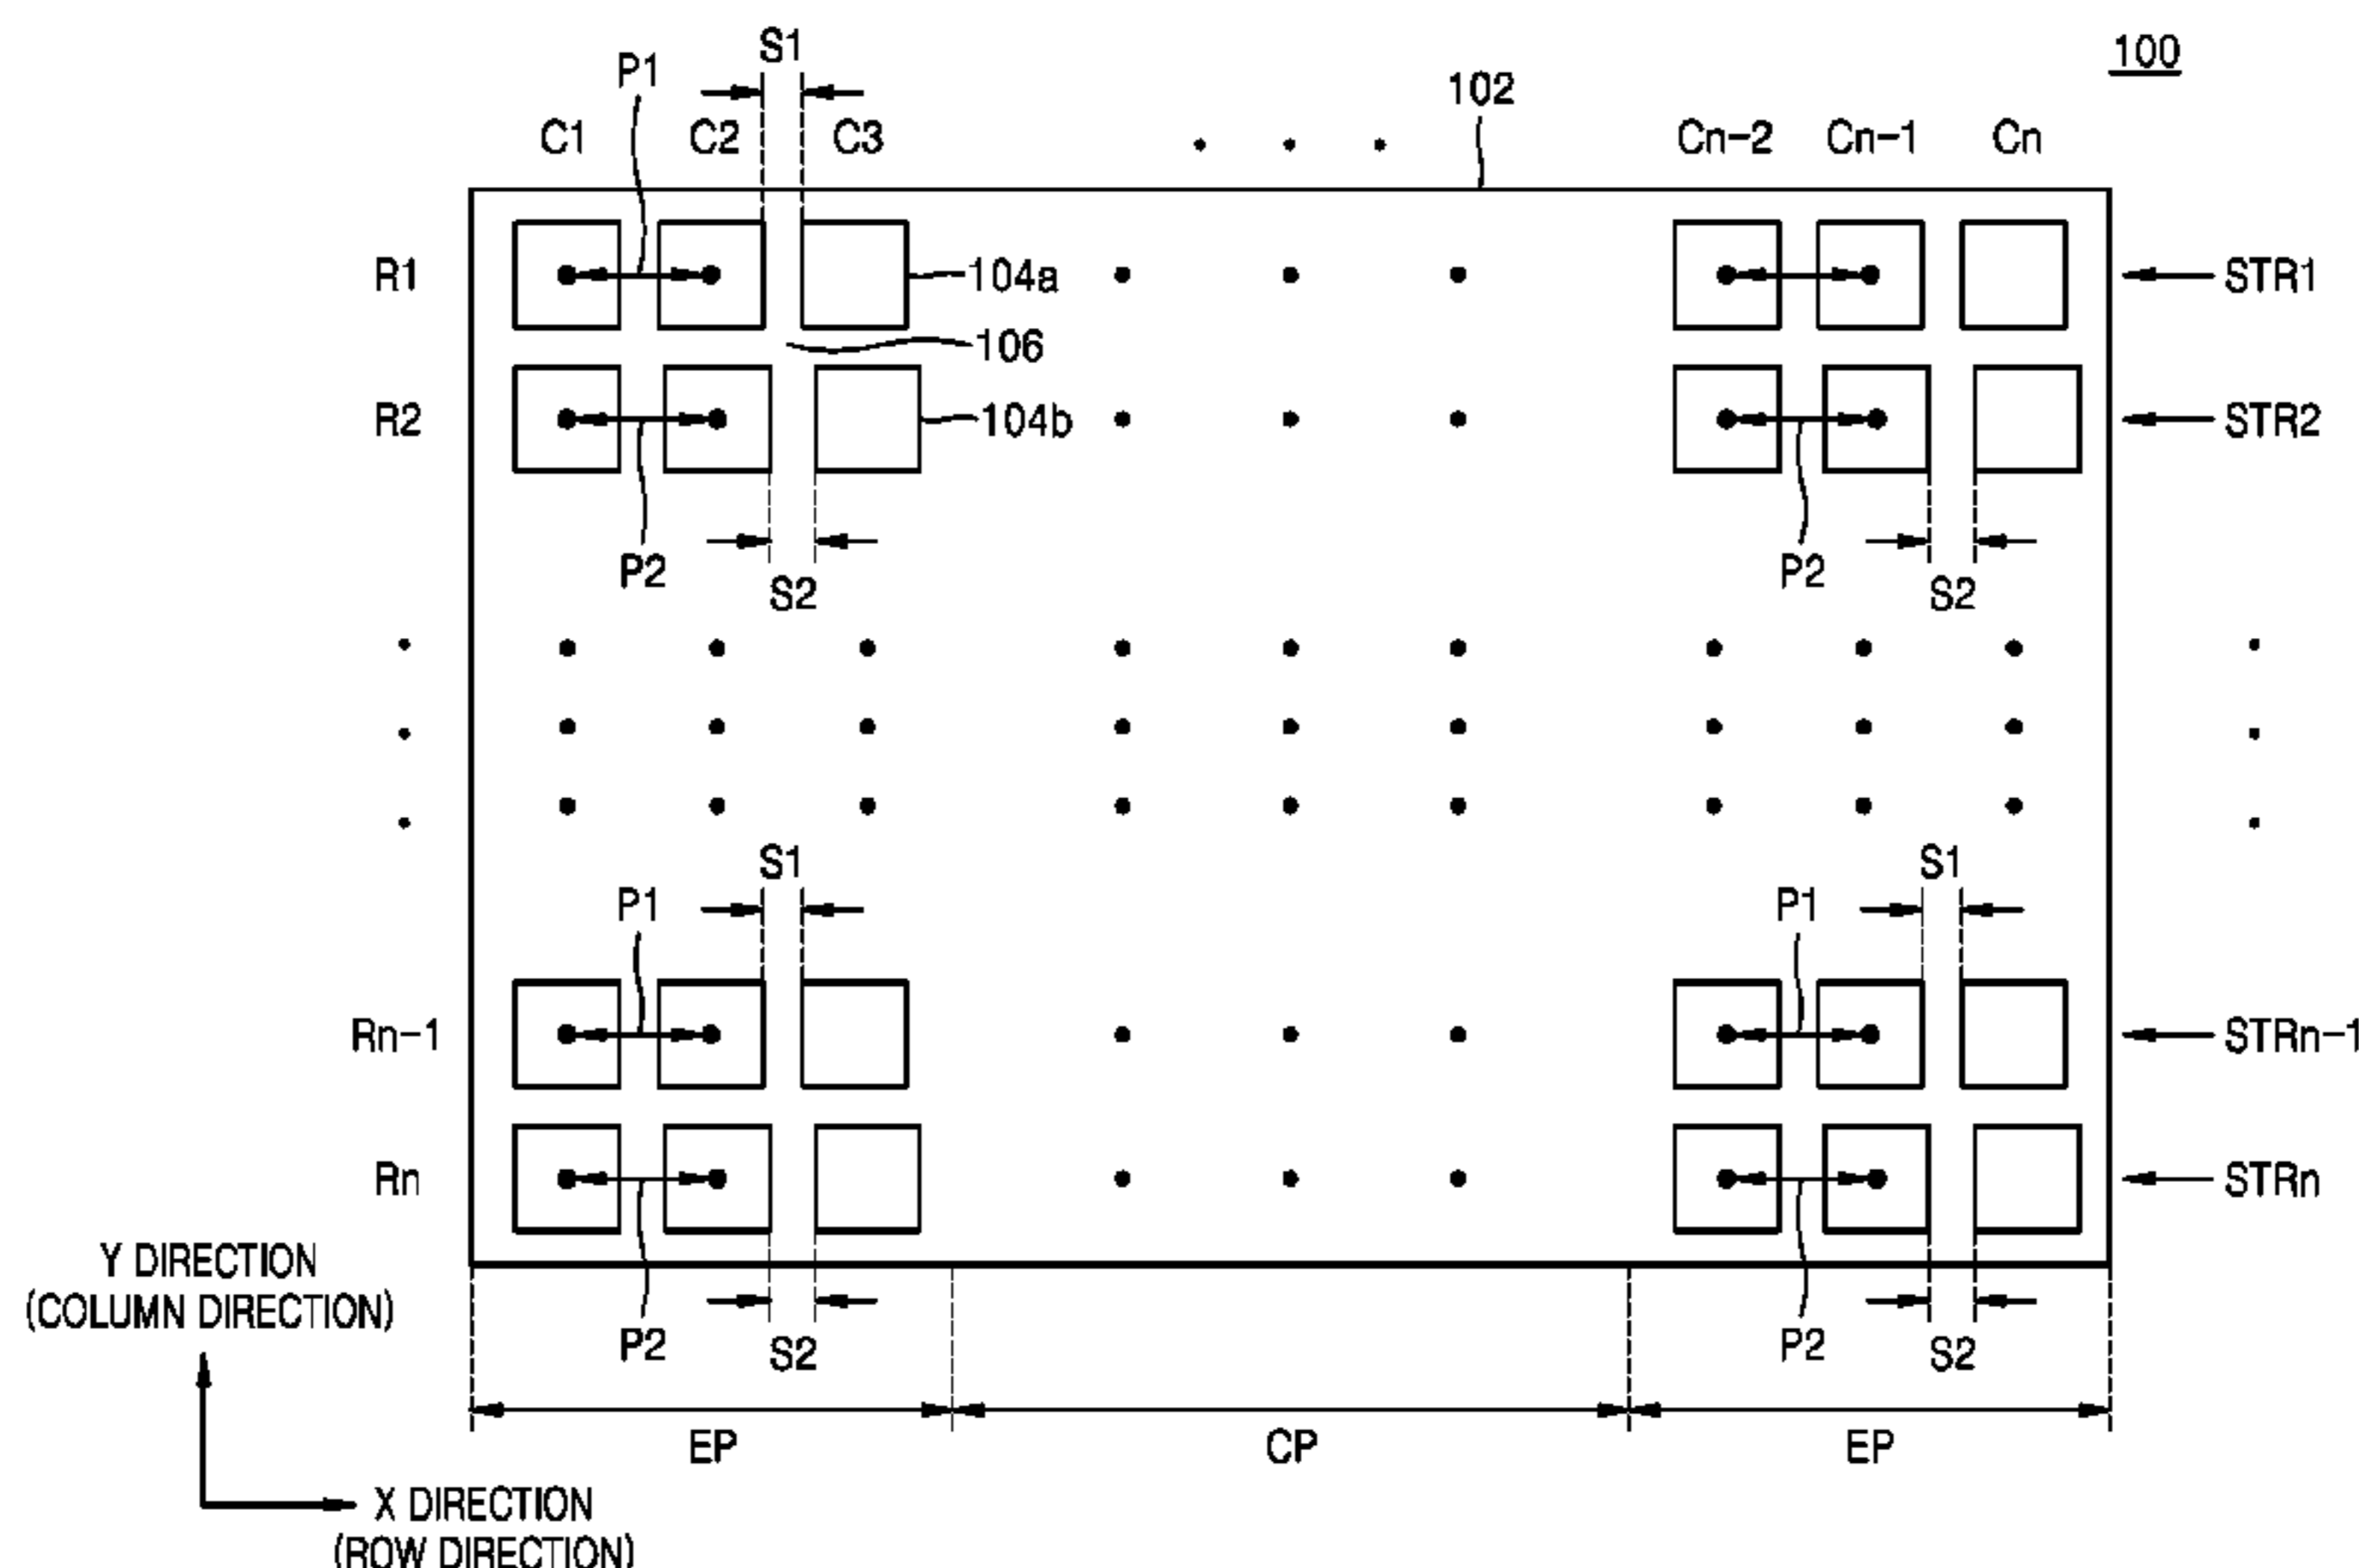 100
S1
P1
102
C1 C2 C3 Cn-2 Cn-1 Cn
R1 104a STR1
106
R2 104b STR2
P2 P2
S2 S2
S1 S1
P1 P1
Rn-1 STRn-1
Rn STRn
Y DIRECTION
(COLUMN DIRECTION)
P2 S2 P2 S2
EP CP EP
X DIRECTION
(ROW DIRECTION)